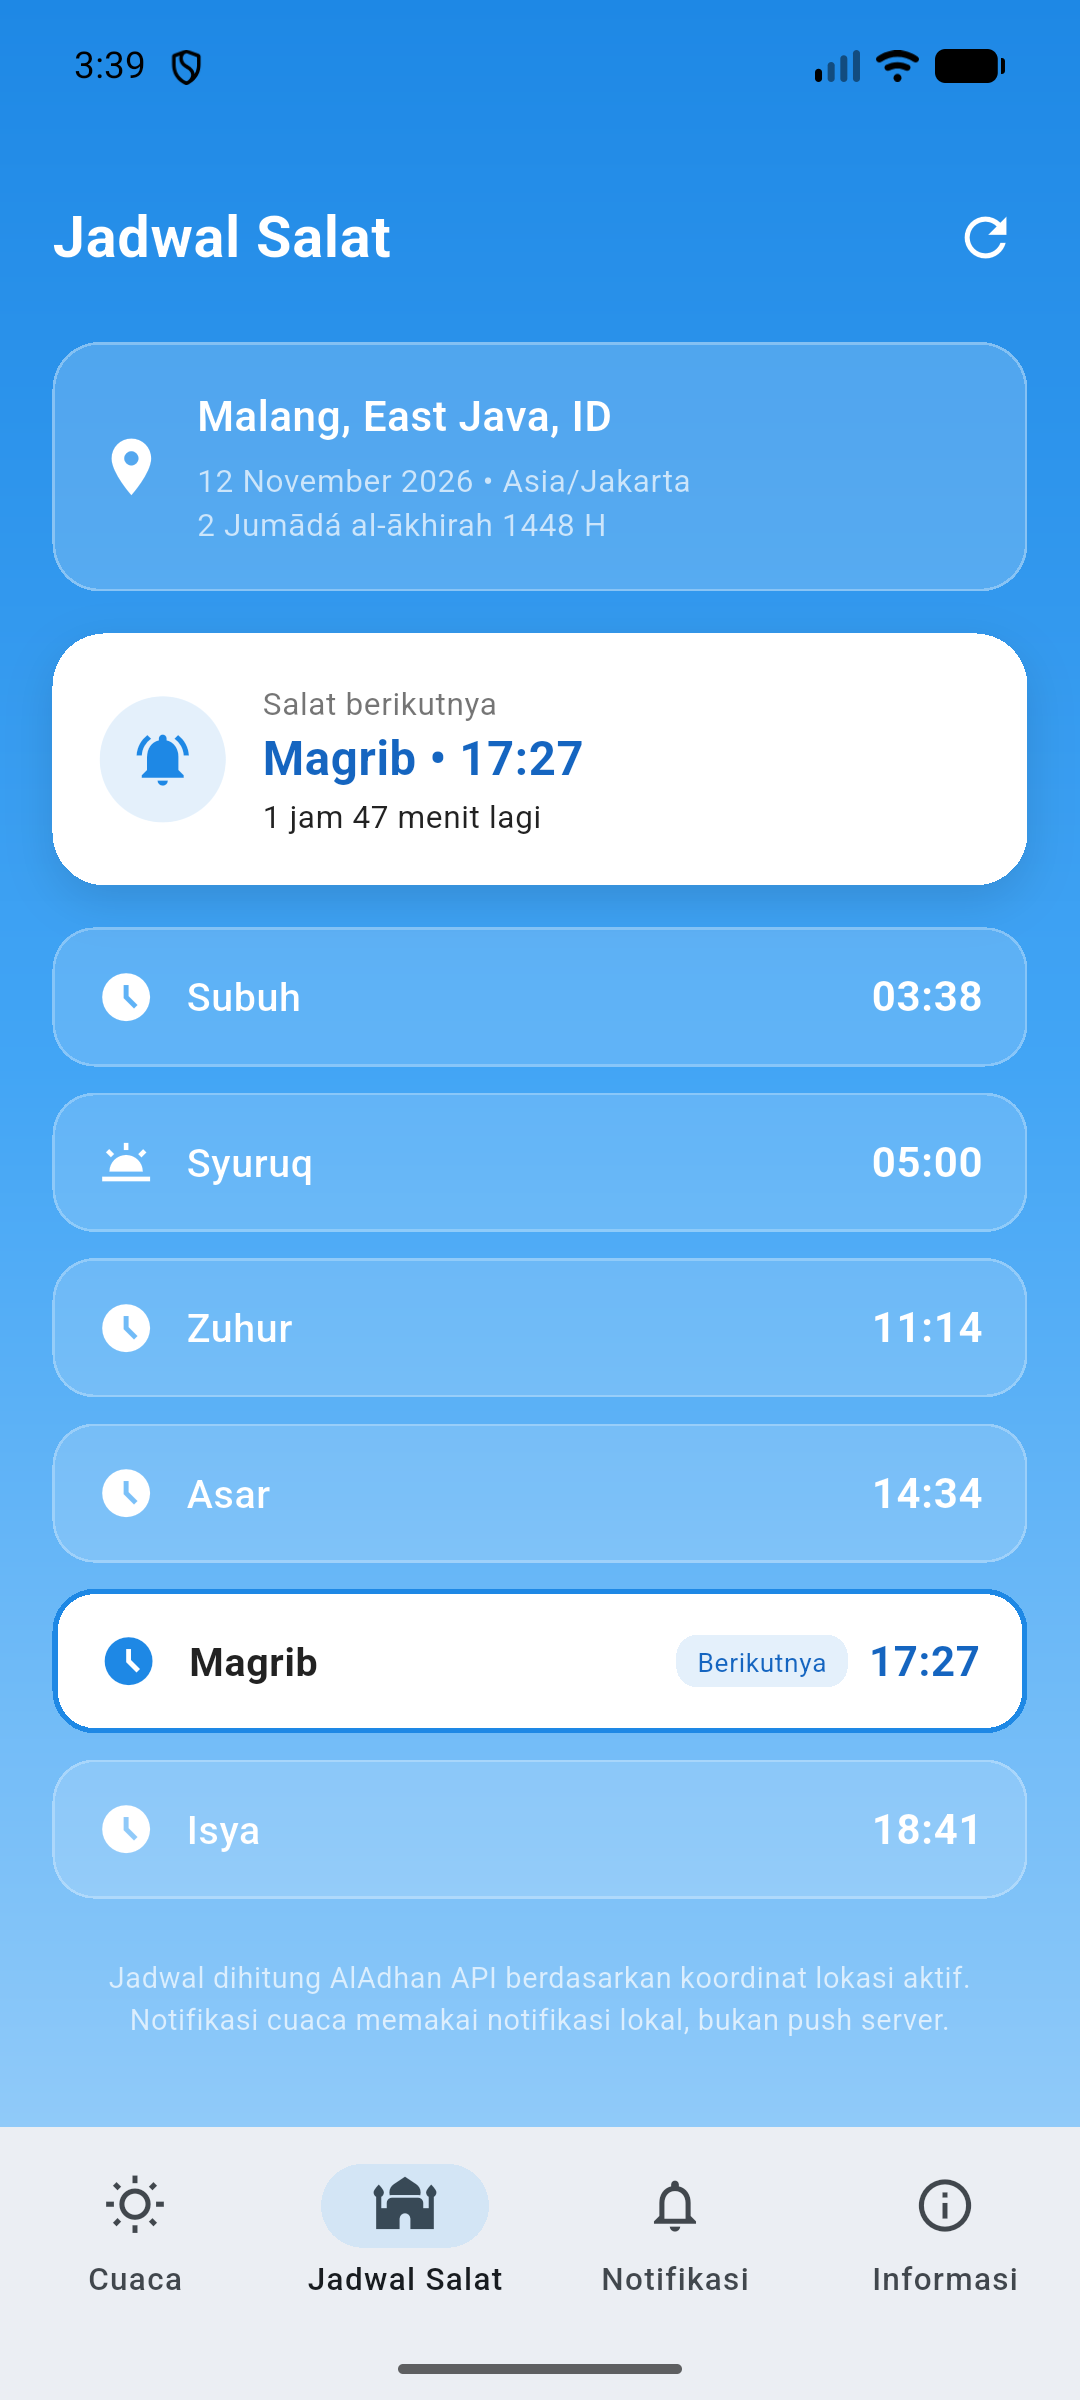 3:39
Jadwal Salat
Malang, East Java, ID
12 November 2026 • Asia/Jakarta
2 Jumādá al-ākhirah 1448 H
Salat berikutnya
Magrib • 17:27
1 jam 47 menit lagi
Subuh 03:38
Syuruq 05:00
Zuhur 11:14
Asar 14:34
Magrib Berikutnya 17:27
Isya 18:41
Jadwal dihitung AlAdhan API berdasarkan koordinat lokasi aktif.
Notifikasi cuaca memakai notifikasi lokal, bukan push server.
Cuaca Jadwal Salat Notifikasi Informasi